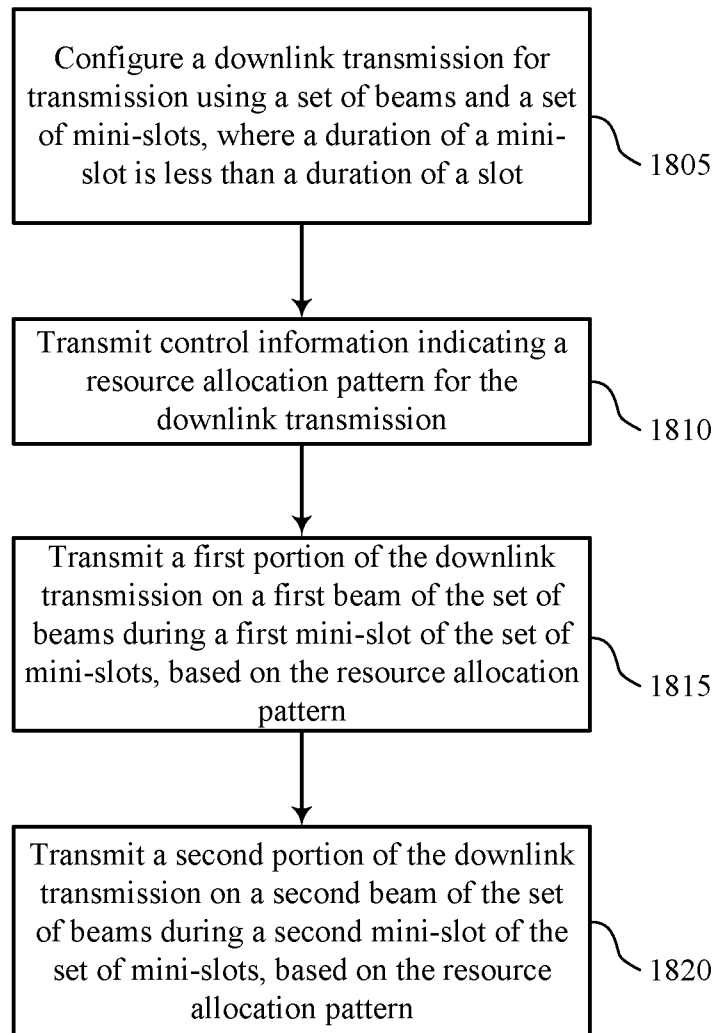 Configure a downlink transmission for
transmission using a set of beams and a set
of mini-slots, where a duration of a mini-
slot is less than a duration of a slot
1805
Transmit control information indicating a
resource allocation pattern for the
downlink transmission
1810
Transmit a first portion of the downlink
transmission on a first beam of the set of
beams during a first mini-slot of the set of
mini-slots, based on the resource allocation
pattern
1815
Transmit a second portion of the downlink
transmission on a second beam of the set
of beams during a second mini-slot of the
set of mini-slots, based on the resource
allocation pattern
1820